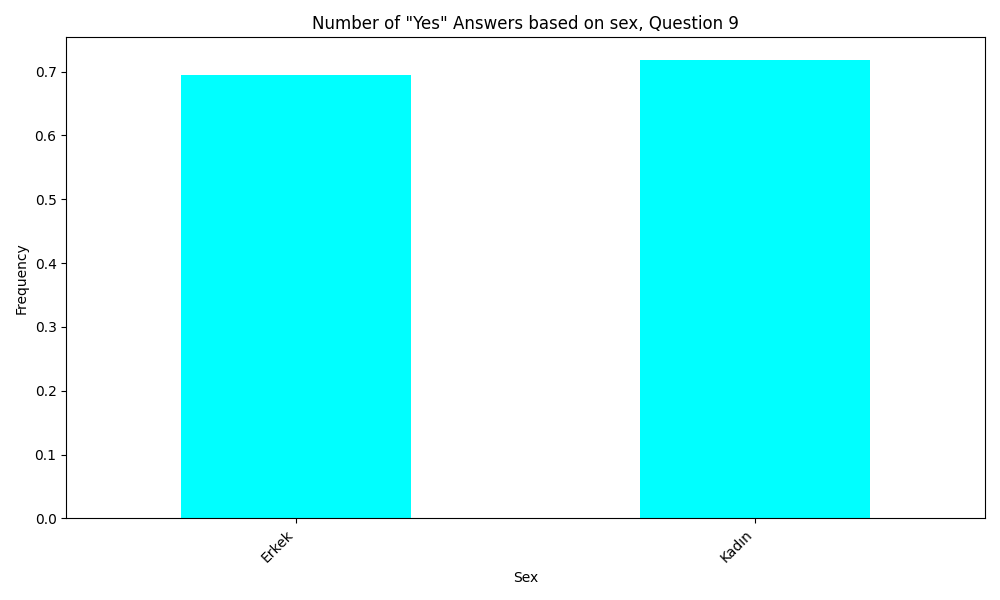 Number of "Yes" Answers based on sex, Question 9
0.7
0.6
0.5
0.4
0.3
0.2
0.1
0.0
Frequency
Erkek
Kadın
Sex